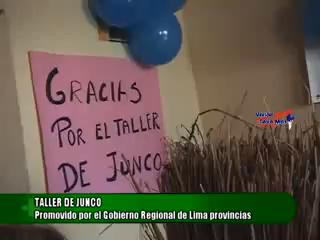 GRACIAS
POR EL TALLER
DE JUNCO
TALLER DE JUNCO
Promovido por el Gobierno Regional de Lima provincias